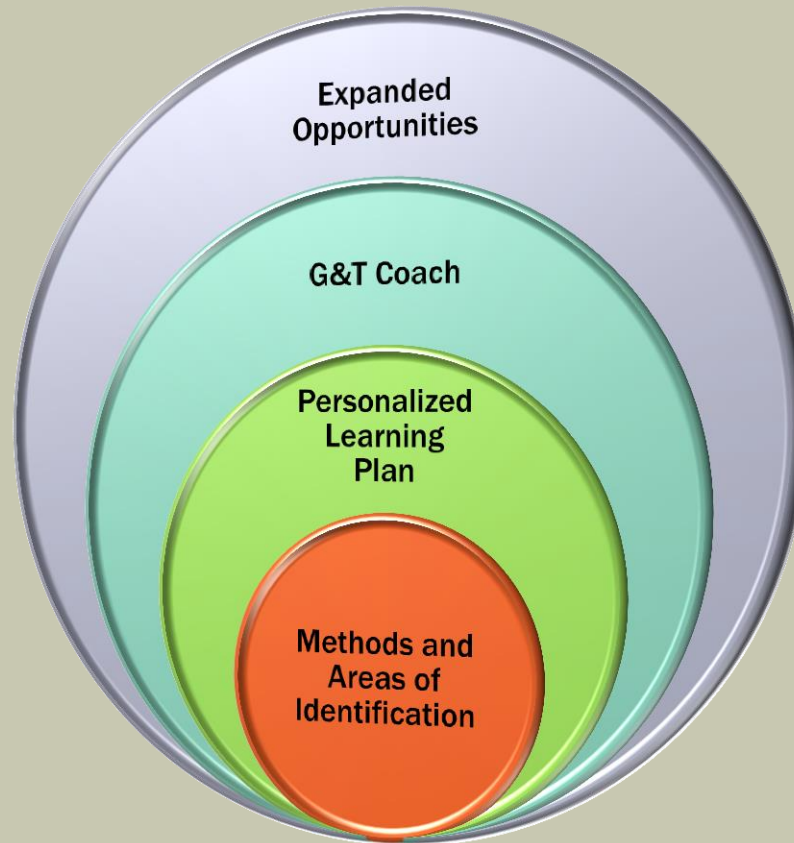 Expanded
Opportunities
G&T Coach
Personalized
Learning
Plan
Methods and
Areas of
Identification